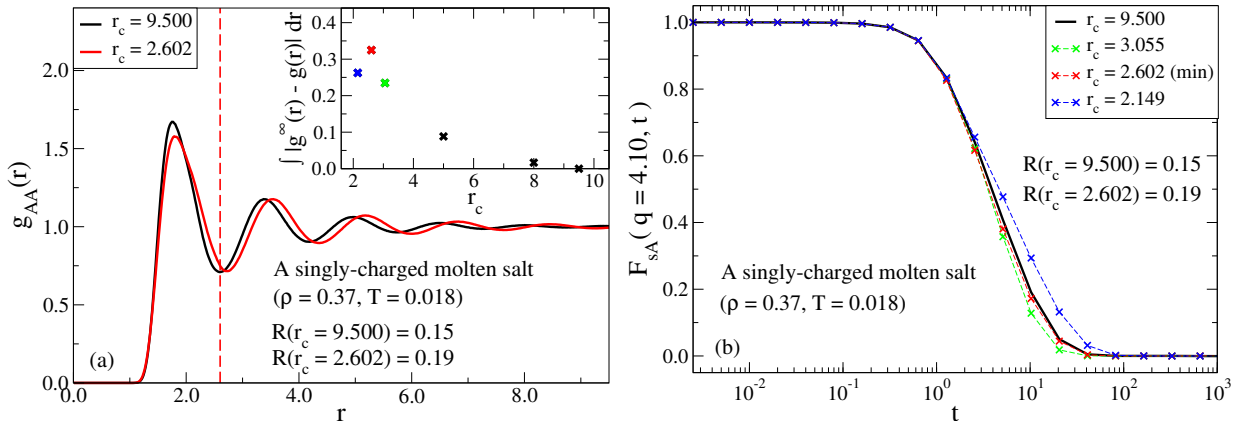 r_c = 9.500
r_c = 2.602
g_AA(r)
2.0
1.5
1.0
0.5
0.0
0.0
2.0
4.0
6.0
8.0
r
∫ |g^∞(r) - g(r)| dr
0.4
0.3
0.2
0.1
0.0
2
4
6
8
10
r_c
A singly-charged molten salt
(ρ = 0.37, T = 0.018)
R(r_c = 9.500) = 0.15
R(r_c = 2.602) = 0.19
(a)
F_sA(q = 4.10, t)
1.0
0.8
0.6
0.4
0.2
0.0
10^-2
10^-1
10^0
10^1
10^2
10^3
t
r_c = 9.500
r_c = 3.055
r_c = 2.602 (min)
r_c = 2.149
R(r_c = 9.500) = 0.15
R(r_c = 2.602) = 0.19
A singly-charged molten salt
(ρ = 0.37, T = 0.018)
(b)